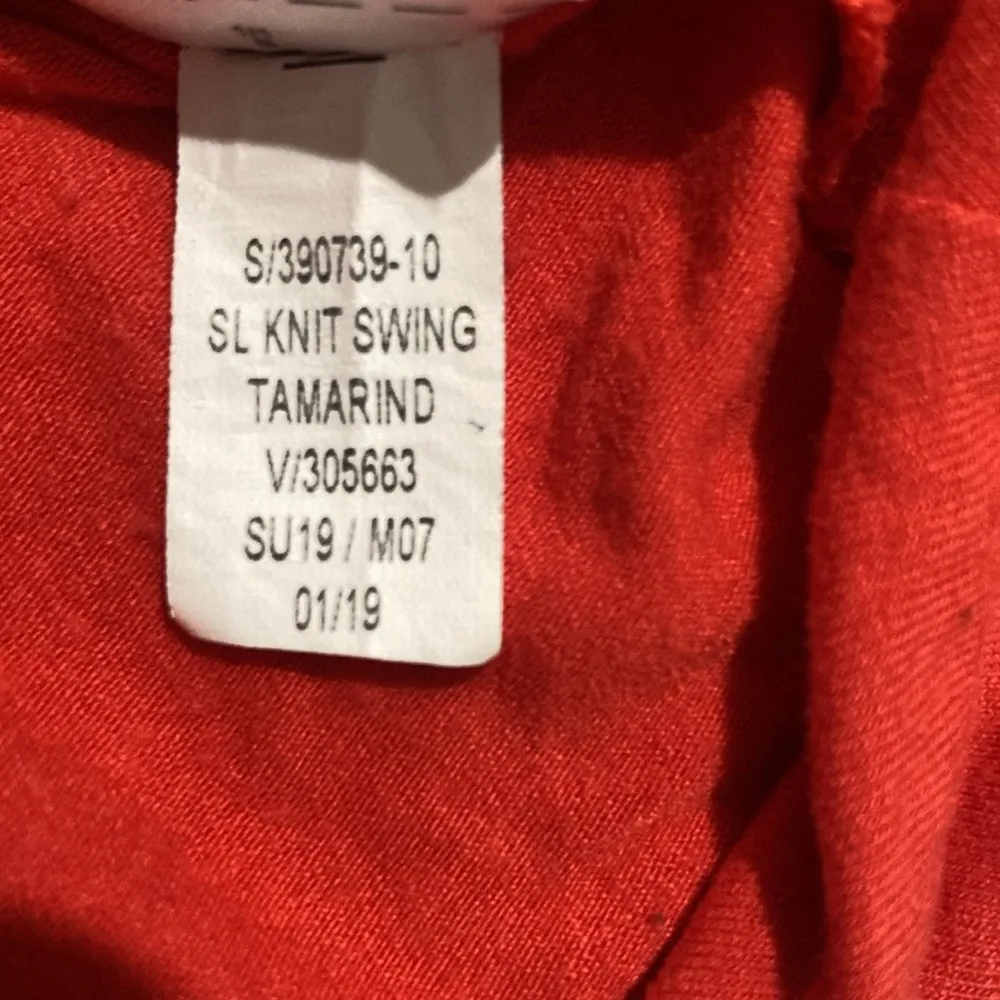 S/390739-10
SL KNIT SWING
TAMARIND
V/305663
SU19 / M07
01/19